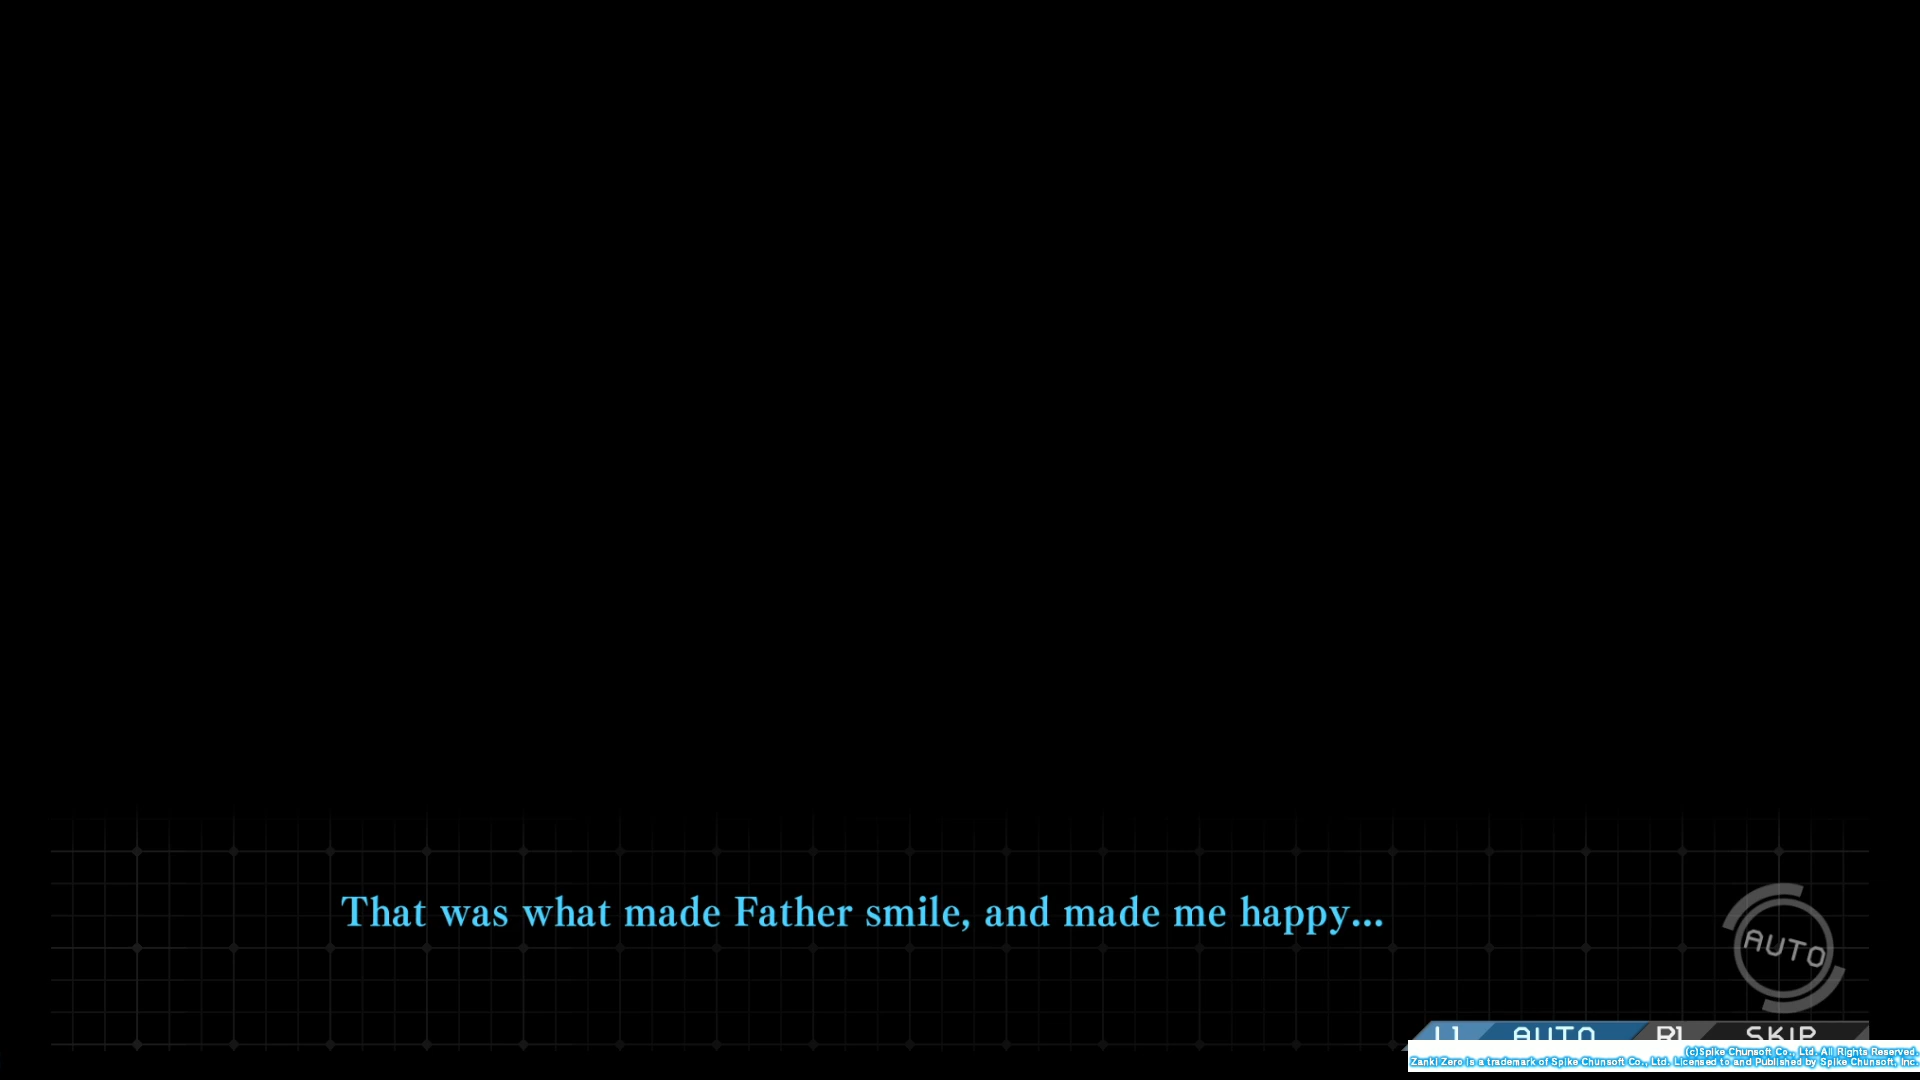 That was what made Father smile, and made me happy...
AUTO
L1 AUTO R1 SKIP
(c)Spike Chunsoft Co., Ltd. All Rights Reserved.
Zanki Zero is a trademark of Spike Chunsoft Co., Ltd. Licensed to and Published by Spike Chunsoft, Inc.